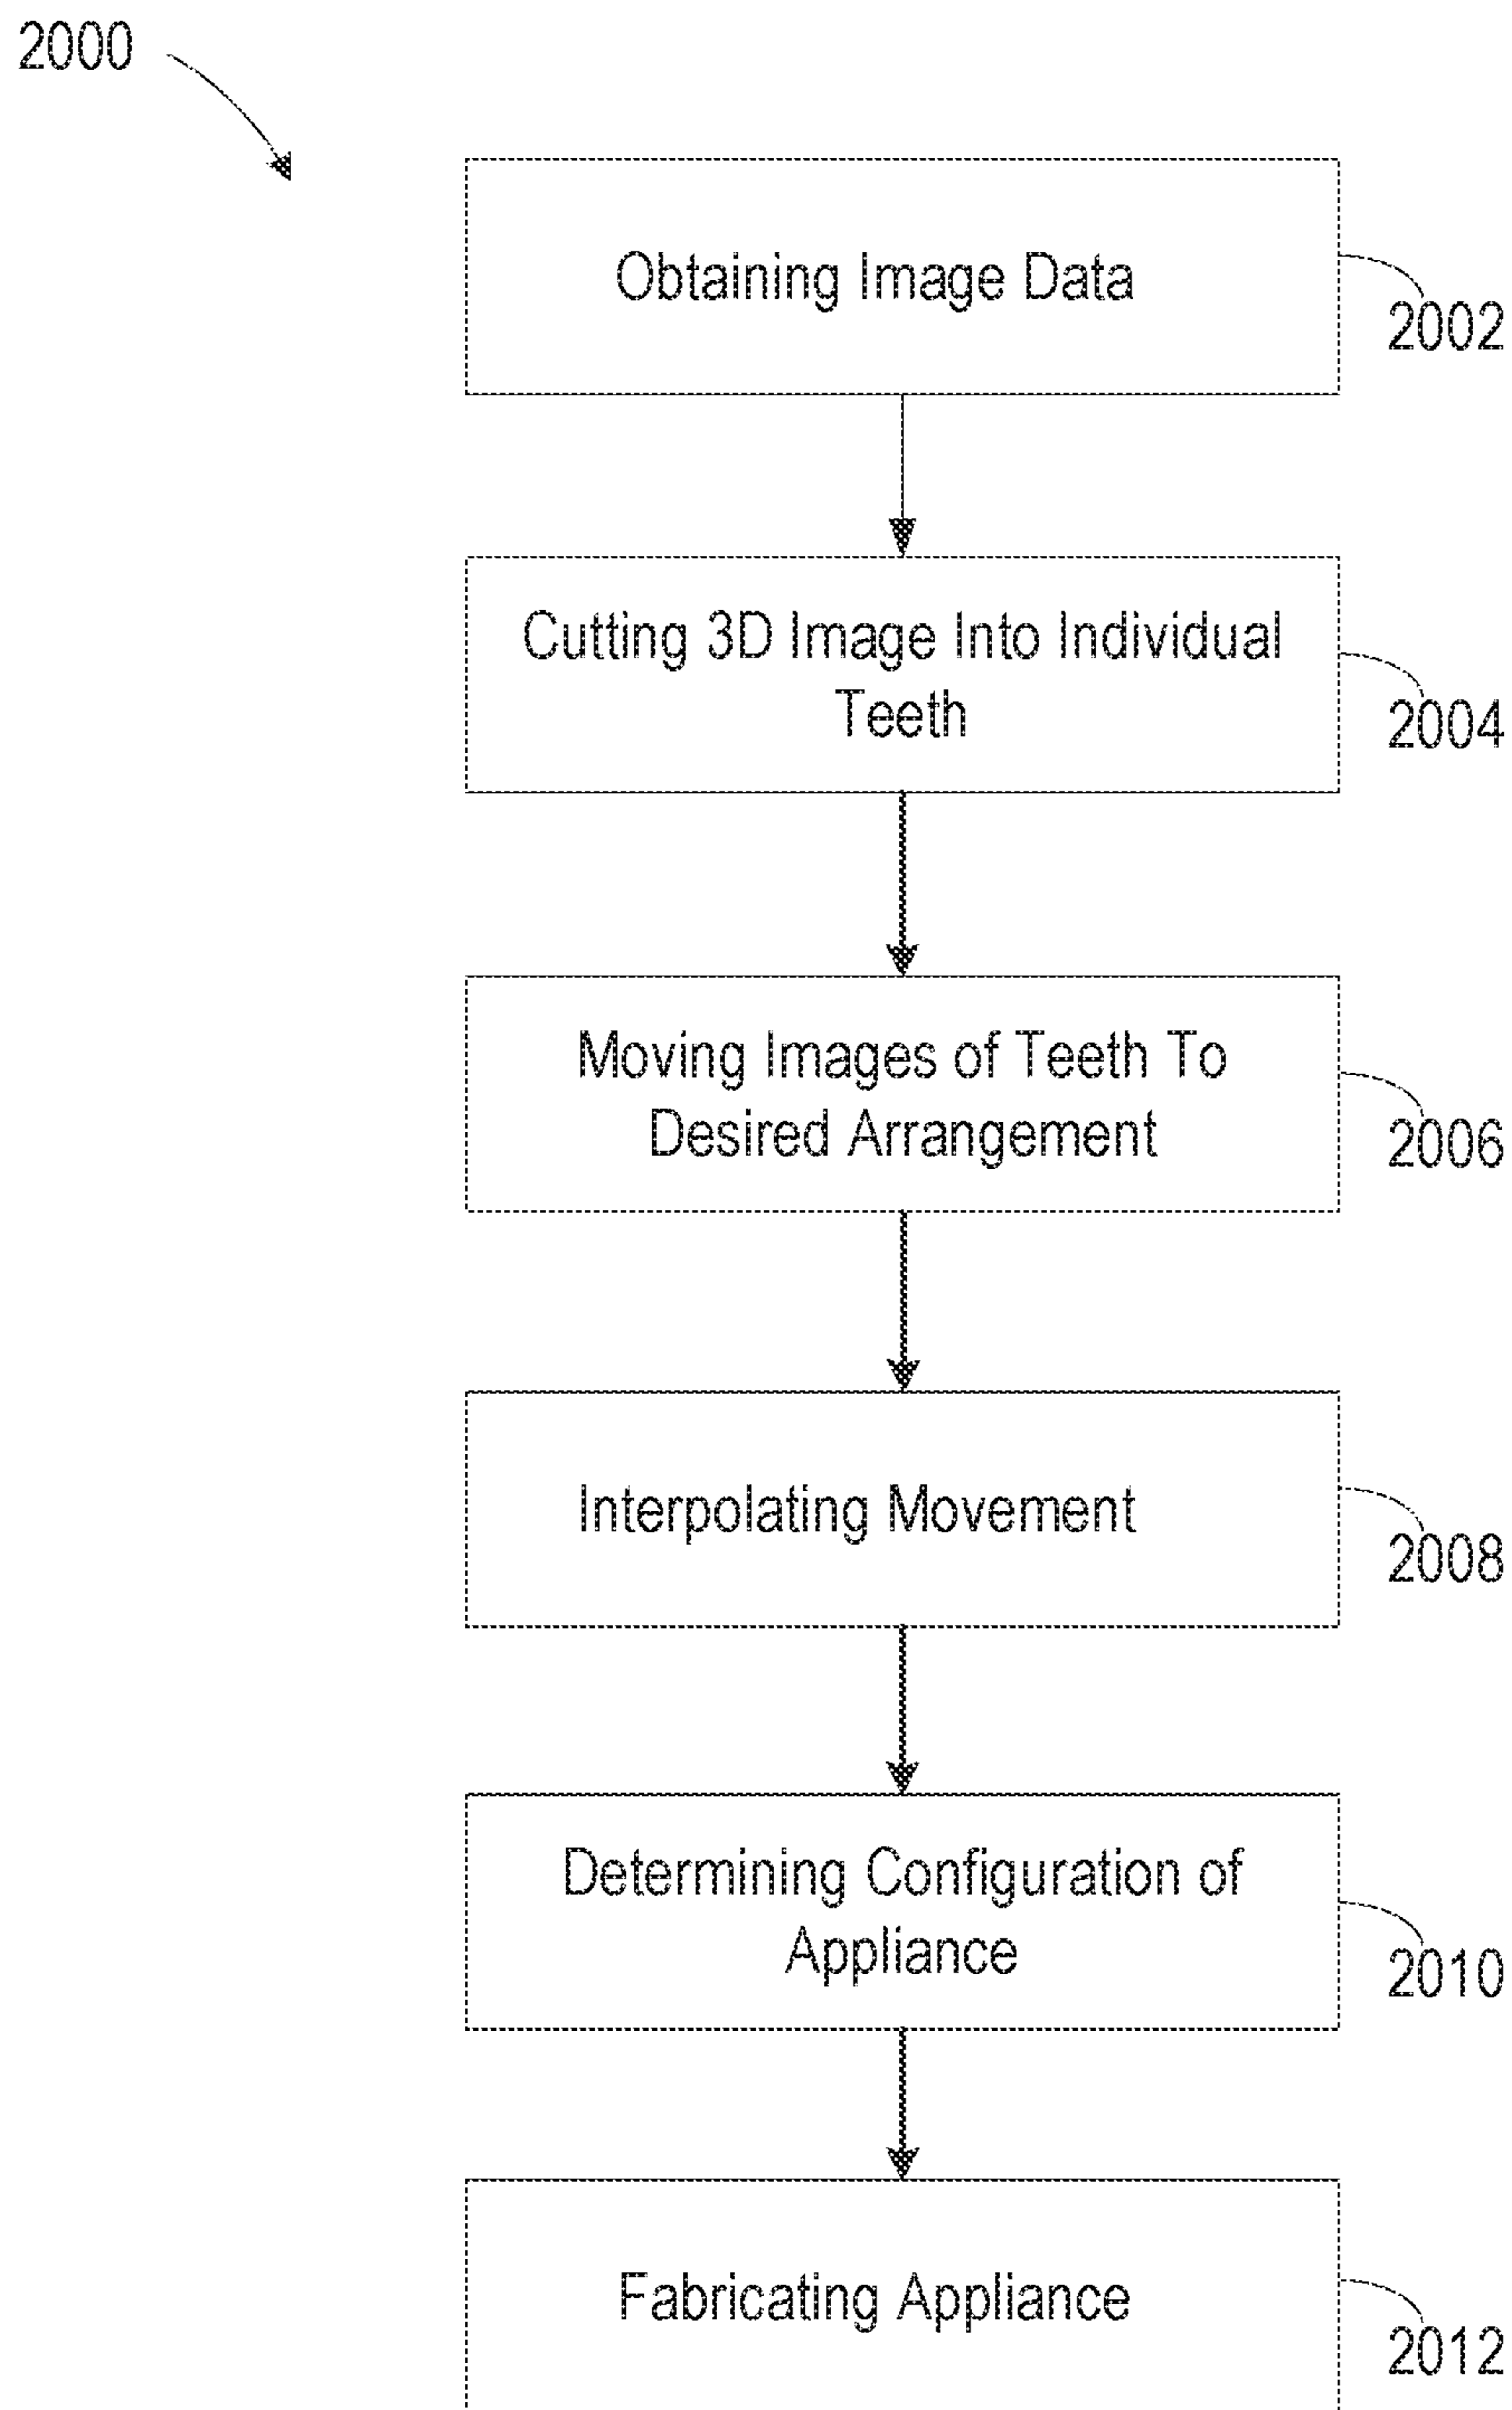 2000
Obtaining Image Data
2002
Cutting 3D Image Into Individual
Teeth
2004
Moving Images of Teeth To
Desired Arrangement
2006
Interpolating Movement
2008
Determining Configuration of
Appliance
2010
Fabricating Appliance
2012